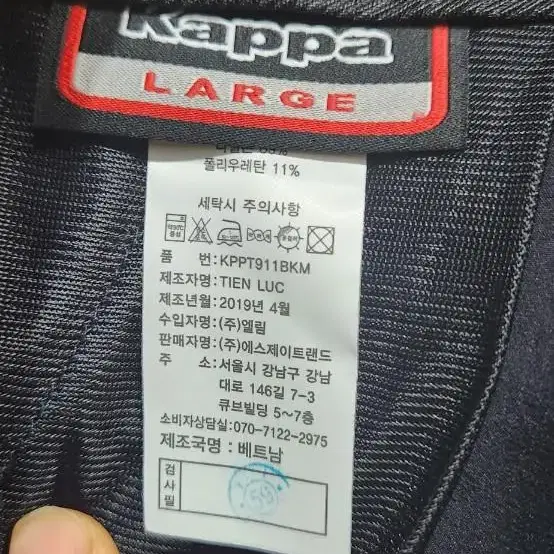 Kappa
LARGE
폴리우레탄 11%
세탁시 주의사항
품 번:KPPT911BKM
제조자명:TIEN LUC
제조년월:2019년 4월
수입자명:(주)엘림
판매자명:(주)에스제이트랜드
주 소:서울시 강남구 강남
대로 146길 7-3
큐브빌딩 5~7층
소비자상담실:070-7122-2975
제조국명 : 베트남
검사필